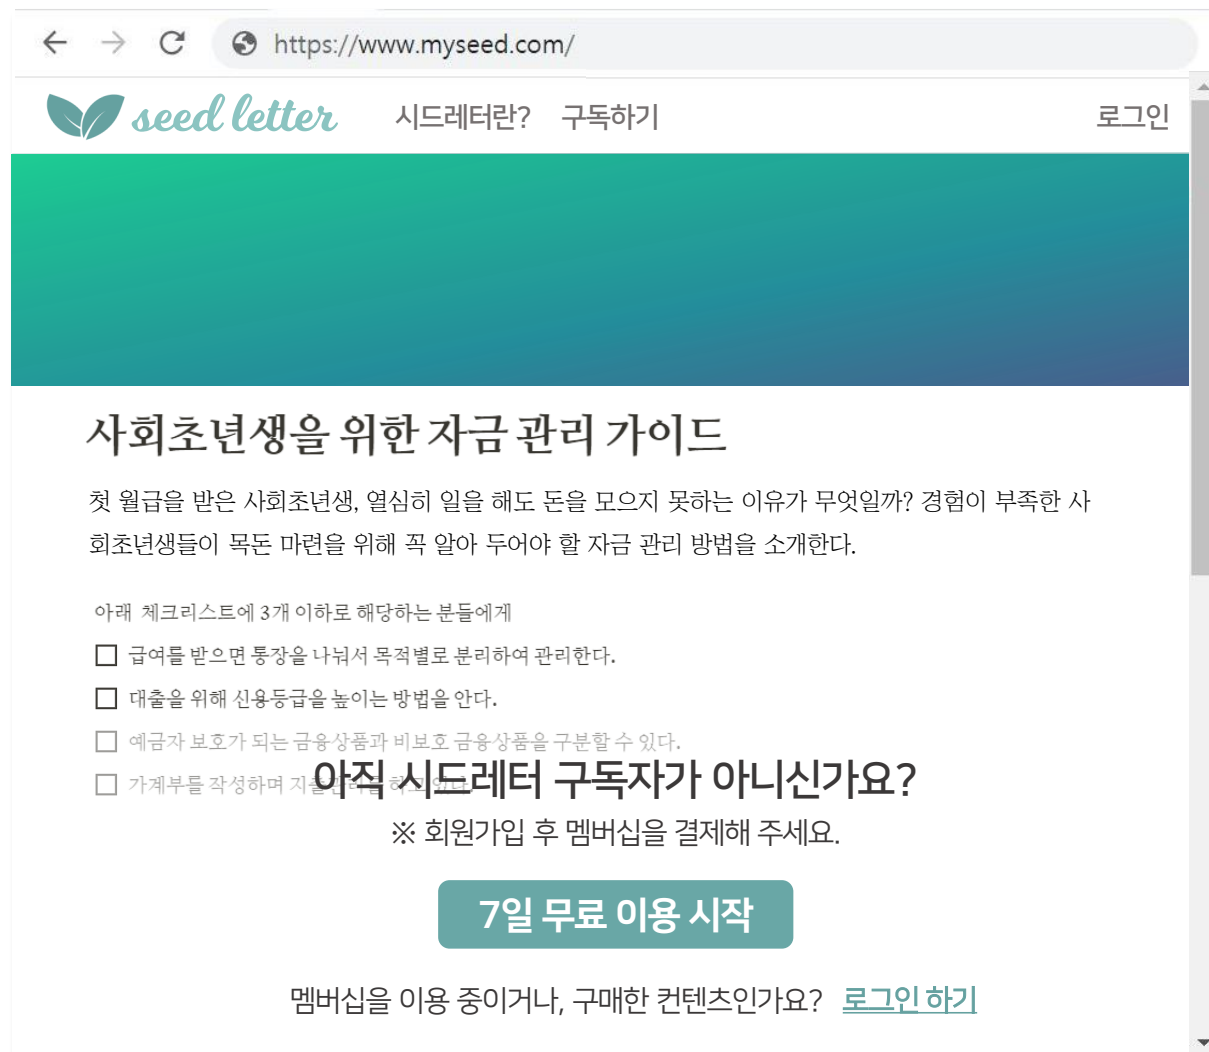 https://www.myseed.com/
seed letter 시드레터란? 구독하기 로그인
사회초년생을 위한 자금 관리 가이드
첫 월급을 받은 사회초년생, 열심히 일을 해도 돈을 모으지 못하는 이유가 무엇일까? 경험이 부족한 사
회초년생들이 목돈 마련을 위해 꼭 알아 두어야 할 자금 관리 방법을 소개한다.
아래 체크리스트에 3개 이하로 해당하는 분들에게
급여를 받으면 통장을 나눠서 목적별로 분리하여 관리한다.
대출을 위해 신용등급을 높이는 방법을 안다.
예금자 보호가 되는 금융상품과 비보호 금융상품을 구분할 수 있다.
가계부를 작성하며 지출관리를 하고 있다.
아직 시드레터 구독자가 아니신가요?
※ 회원가입 후 멤버십을 결제해 주세요.
7일 무료 이용 시작
멤버십을 이용 중이거나, 구매한 컨텐츠인가요? 로그인 하기